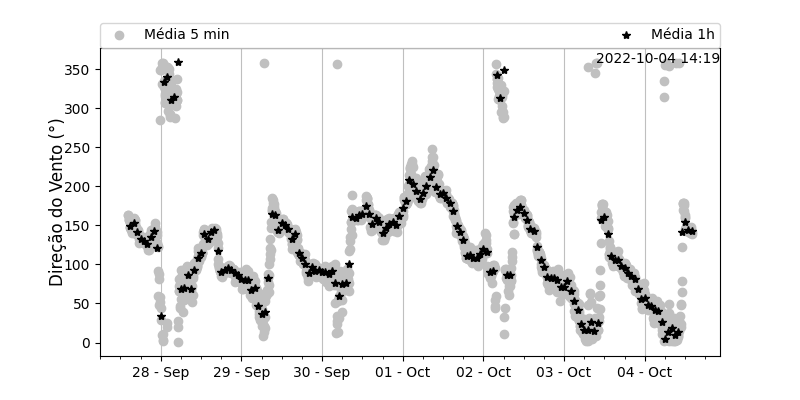 Média 5 min
Média 1h
2022-10-04 14:19
Direção do Vento (°)
350
300
250
200
150
100
50
0
28 - Sep
29 - Sep
30 - Sep
01 - Oct
02 - Oct
03 - Oct
04 - Oct